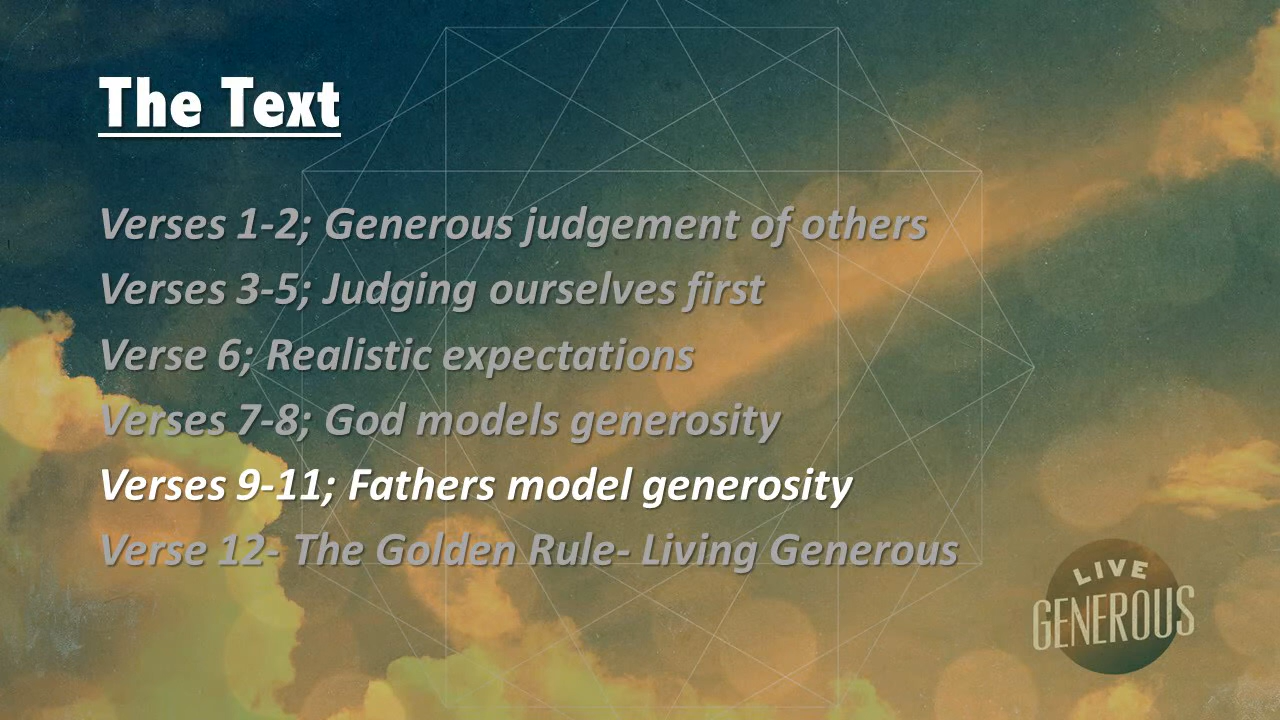 The Text
Verses 1-2; Generous judgement of others
Verses 3-5; Judging ourselves first
Verse 6; Realistic expectations
Verses 7-8; God models generosity
Verses 9-11; Fathers model generosity
Verse 12- The Golden Rule- Living Generous
LIVE
GENEROUS